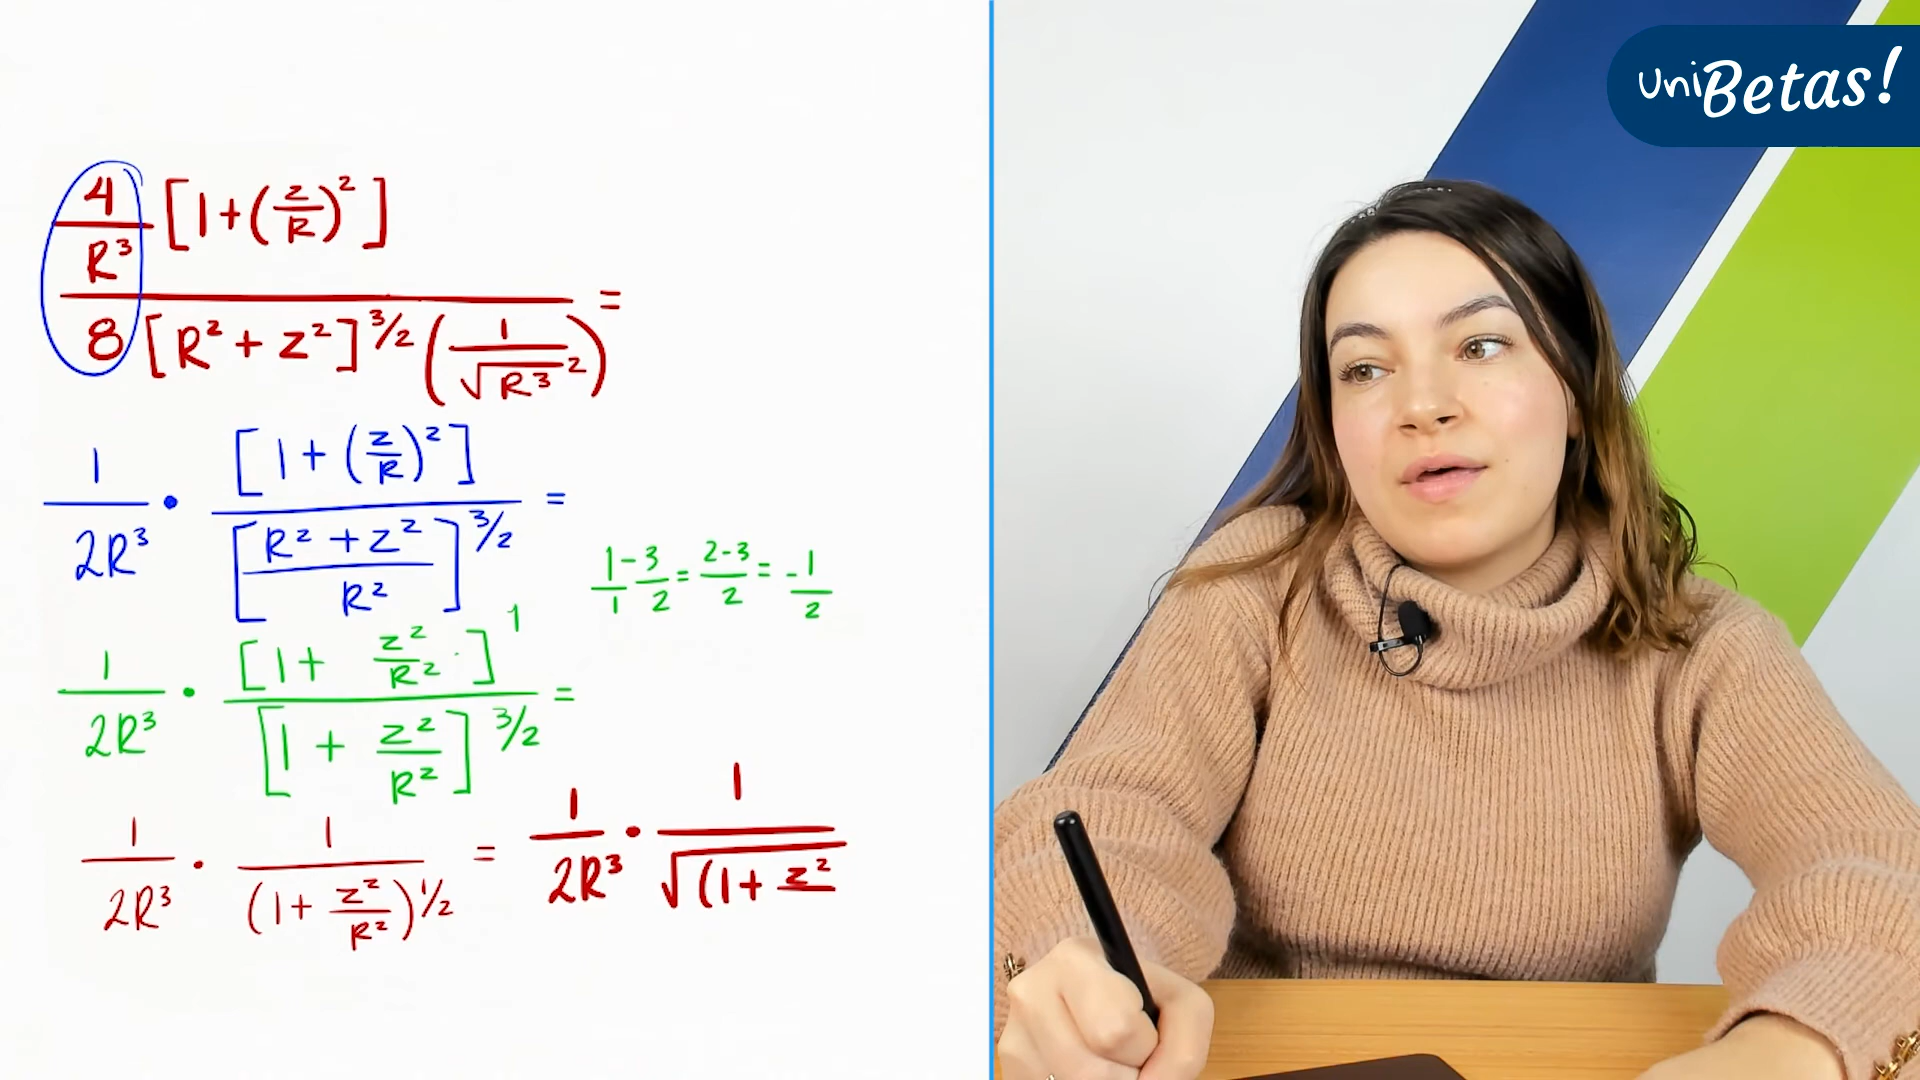 uniBetas!
4
R³
[1+(z/R)²]
8 [R² + z²]^3/2 (1/√R³ ²) =
1/2R³ • [1+(z/R)²] / [R² + z²/R²]^3/2 =
1/1 - 3/2 = 2-3/2 = -1/2
1/2R³ • [1+ z²/R² ·]¹ / [1 + z²/R²]^3/2 =
1/2R³ • 1/(1+ z²/R²)^1/2 = 1/2R³ • 1/√(1+ z²